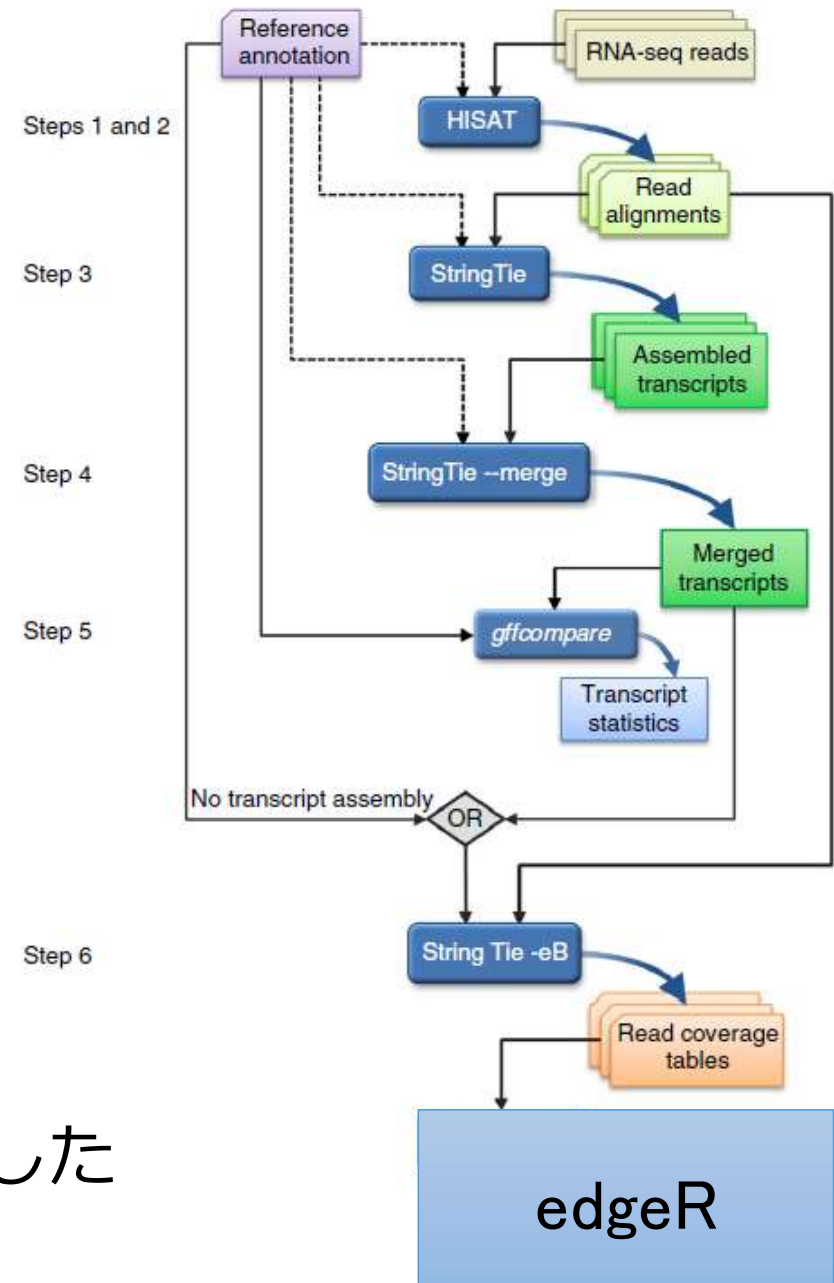 Reference
annotation
RNA-seq reads
Steps 1 and 2
HISAT
Read
alignments
Step 3
StringTie
Assembled
transcripts
Step 4
StringTie --merge
Merged
transcripts
Step 5
gffcompare
Transcript
statistics
No transcript assembly
OR
Step 6
String Tie -eB
Read coverage
tables
した
edgeR